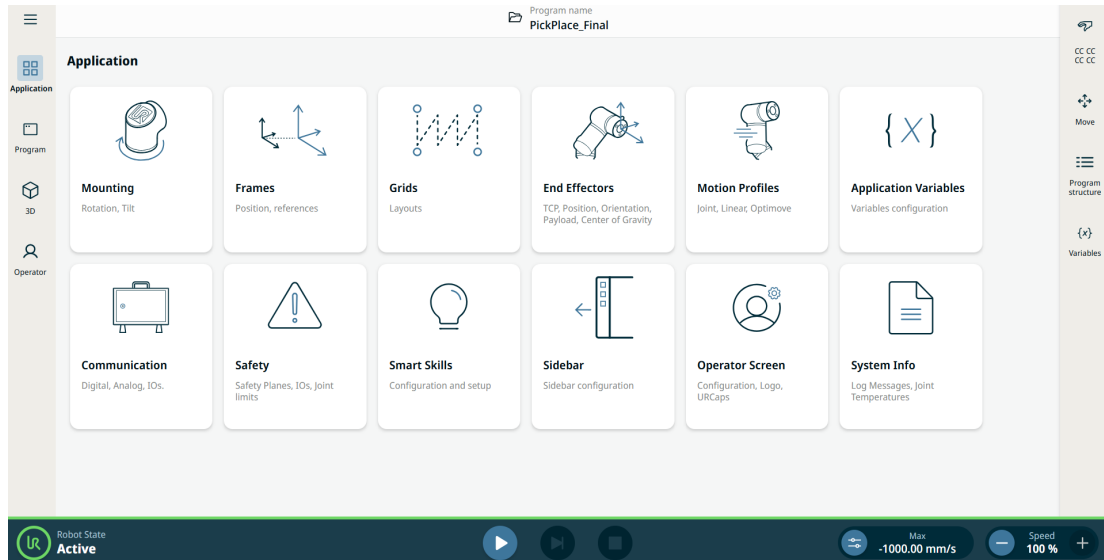 Program name
PickPlace_Final
Application
Program
3D
Operator
Application
Mounting
Rotation, Tilt
Frames
Position, references
Grids
Layouts
End Effectors
TCP, Position, Orientation,
Payload, Center of Gravity
Motion Profiles
Joint, Linear, Optimove
{X}
Application Variables
Variables configuration
Communication
Digital, Analog, IOs.
Safety
Safety Planes, IOs, Joint
limits
Smart Skills
Configuration and setup
Sidebar
Sidebar configuration
Operator Screen
Configuration, Logo,
URCaps
System Info
Log Messages, Joint
Temperatures
CC CC
CC CC
Move
Program
structure
{x}
Variables
UR
Robot State
Active
Max
-1000.00 mm/s
Speed
100 %